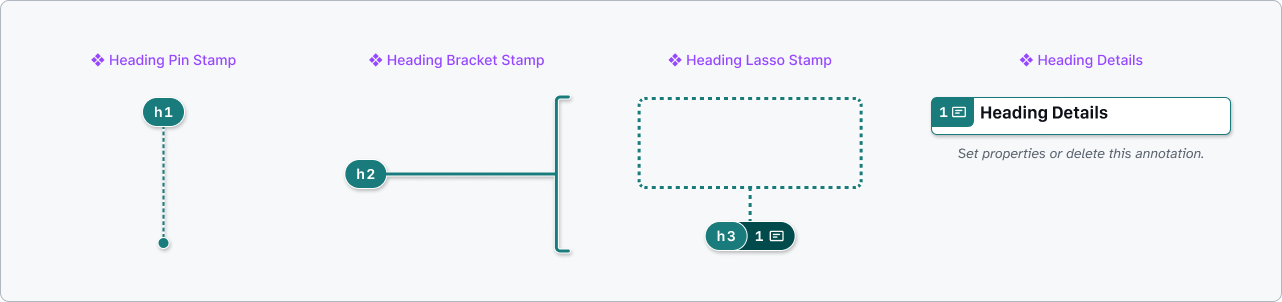 Heading Pin Stamp
Heading Bracket Stamp
Heading Lasso Stamp
Heading Details
h1
h2
h3 1
1 Heading Details
Set properties or delete this annotation.